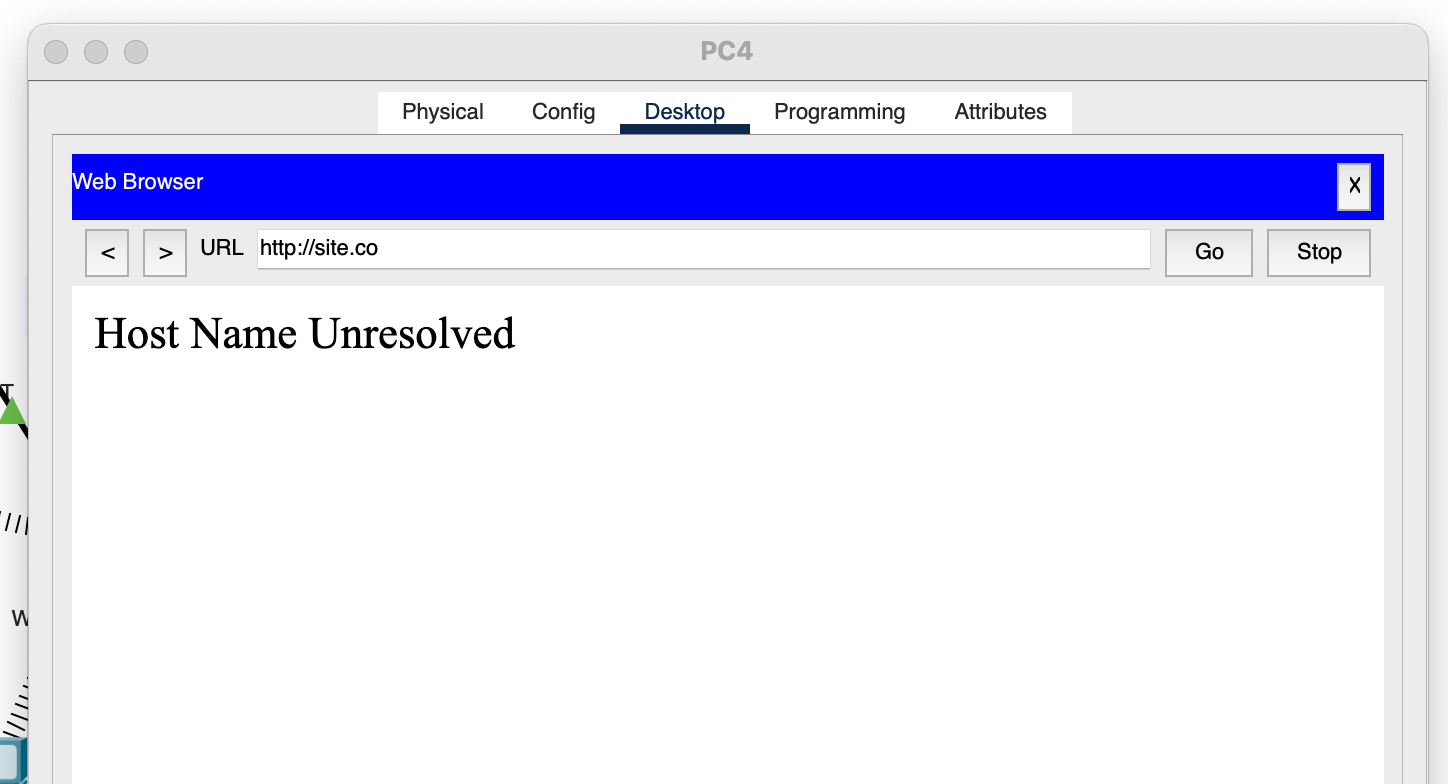 PC4
Physical Config Desktop Programming Attributes
Web Browser X
< > URL http://site.co Go Stop
Host Name Unresolved
T
W